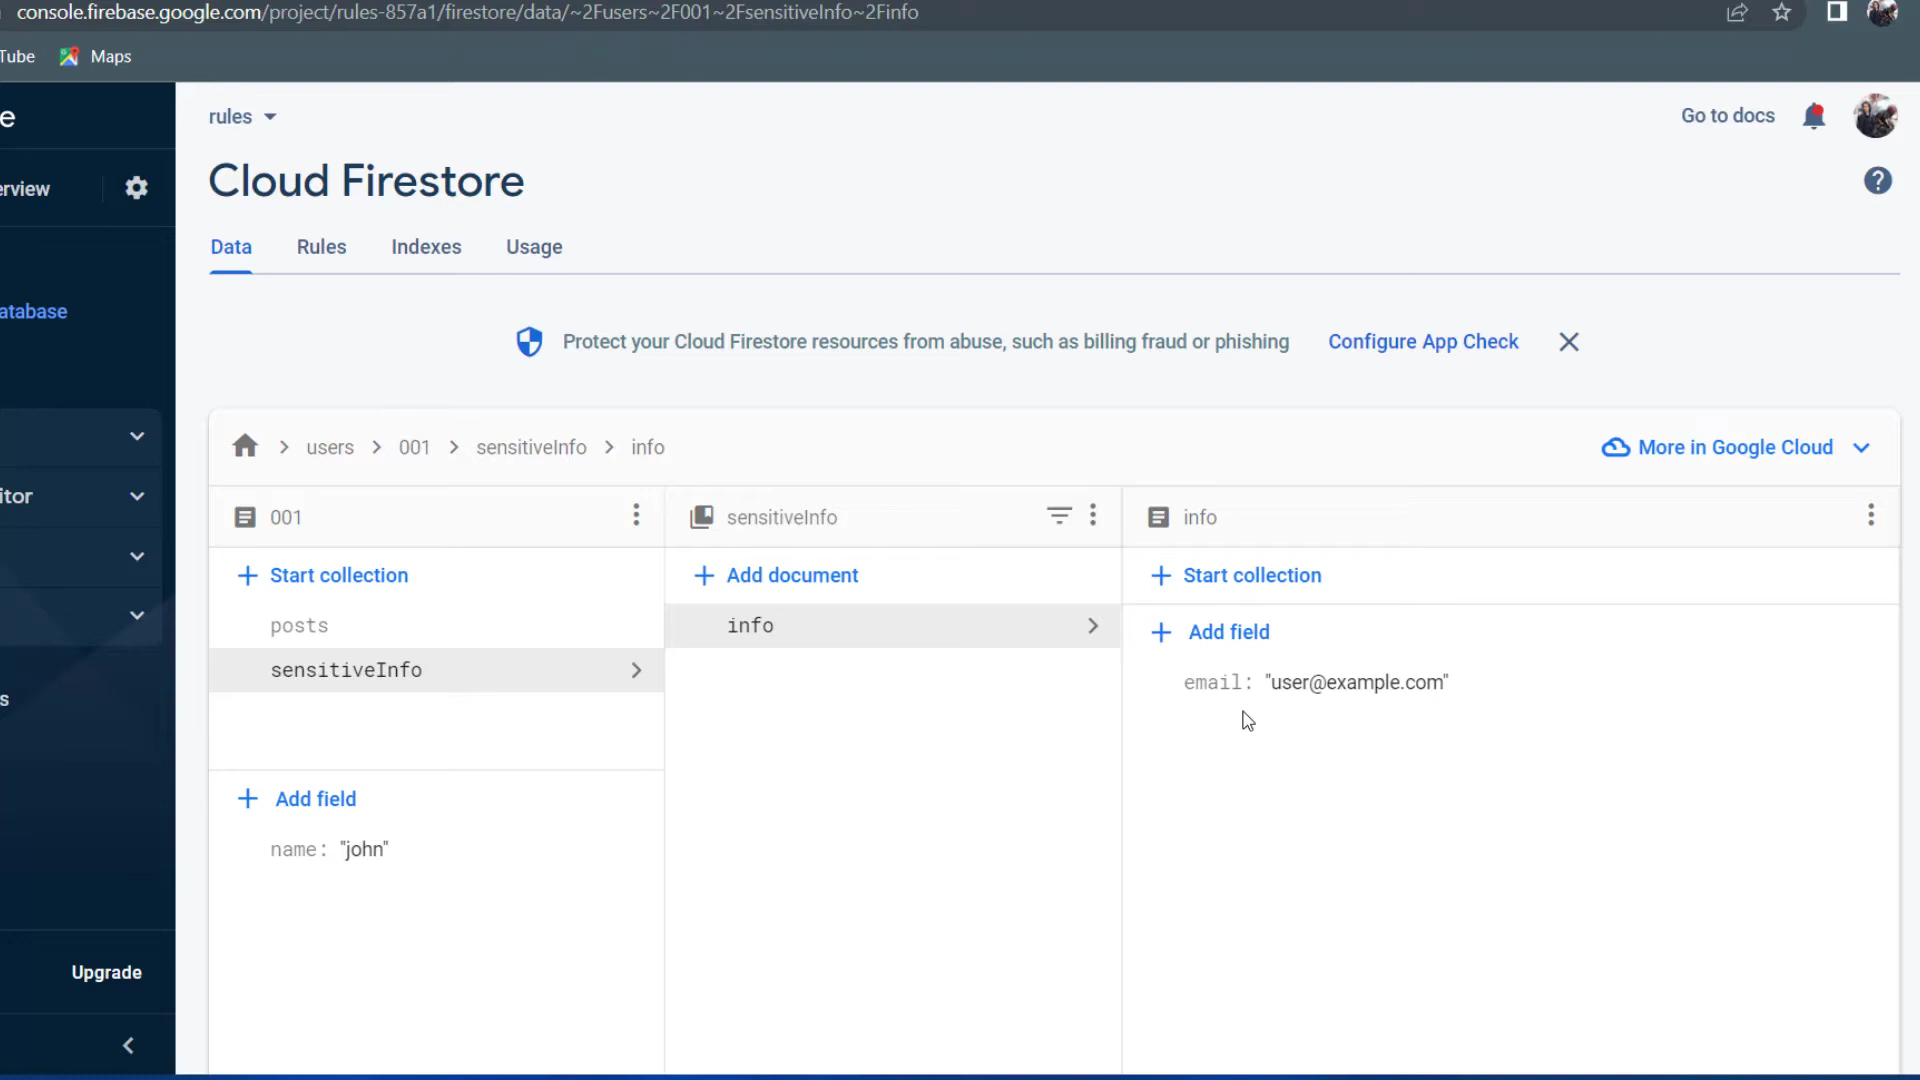 console.firebase.google.com/project/rules-857a1/firestore/data/~2Fusers~2F001~2FsensitiveInfo~2Finfo
Tube Maps
e
rules
Go to docs
erview
Cloud Firestore
Data Rules Indexes Usage
atabase
Protect your Cloud Firestore resources from abuse, such as billing fraud or phishing Configure App Check
users 001 sensitiveInfo info
More in Google Cloud
itor
001 sensitiveInfo info
Start collection Add document Start collection
posts info Add field
sensitiveInfo email: "user@example.com"
s
Add field
name: "john"
Upgrade